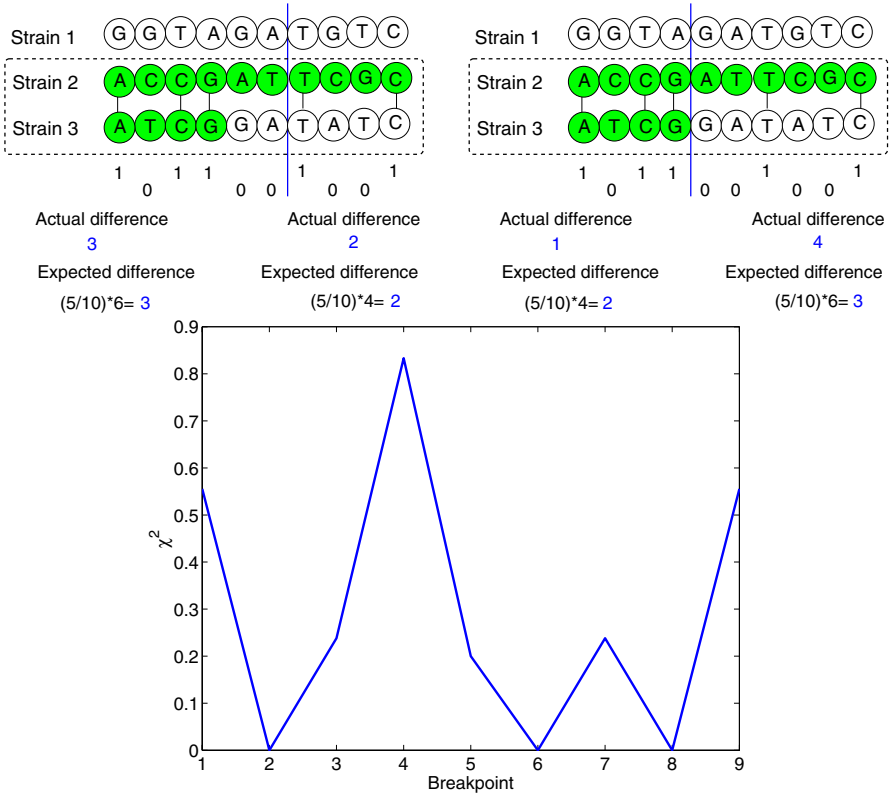 Strain 1 G G T A G A T G T C
Strain 2 A C C G A T T C G C
Strain 3 A T C G G A T A T C
1 0 1 1 0 0 1 0 0 1
Actual difference Actual difference
3 2
Expected difference Expected difference
(5/10)*6= 3 (5/10)*4= 2
Strain 1 G G T A G A T G T C
Strain 2 A C C G A T T C G C
Strain 3 A T C G G A T A T C
1 0 1 1 0 0 1 0 0 1
Actual difference Actual difference
1 4
Expected difference Expected difference
(5/10)*4= 2 (5/10)*6= 3
0.9
0.8
0.7
0.6
0.5
0.4
0.3
0.2
0.1
0
χ2
1 2 3 4 5 6 7 8 9
Breakpoint